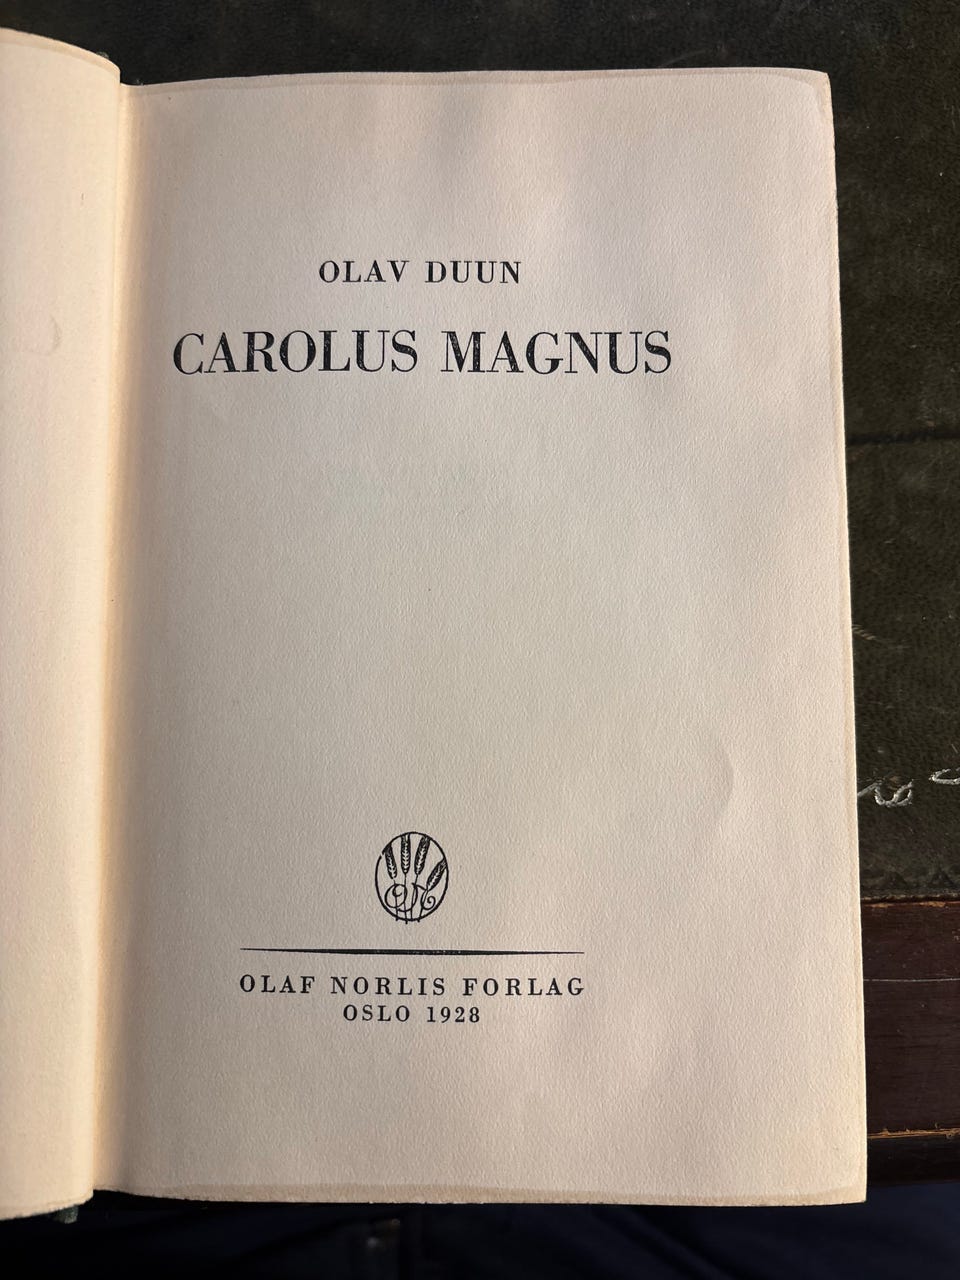 OLAV DUUN
CAROLUS MAGNUS
OLAF NORLIS FORLAG
OSLO 1928